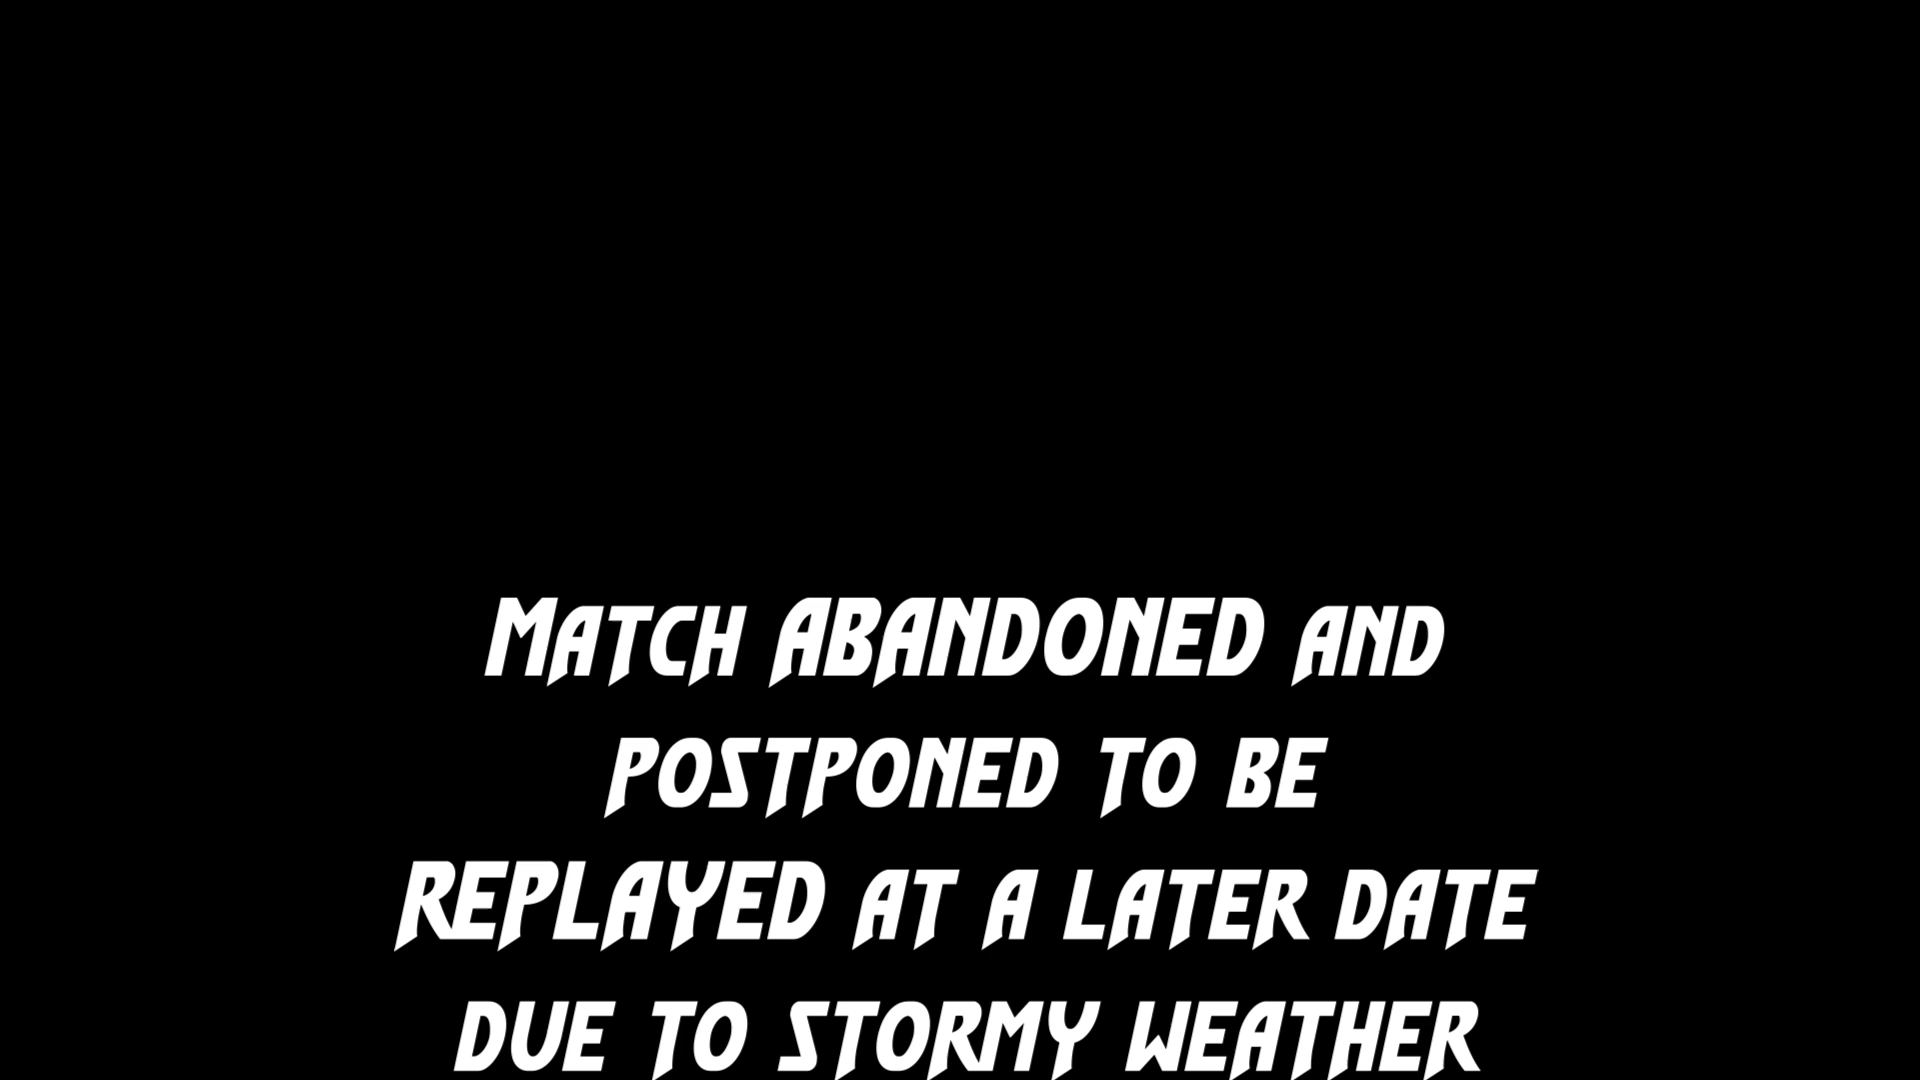 Match ABANDONED and
postponed to be
REPLAYED at a later date
due to stormy weather